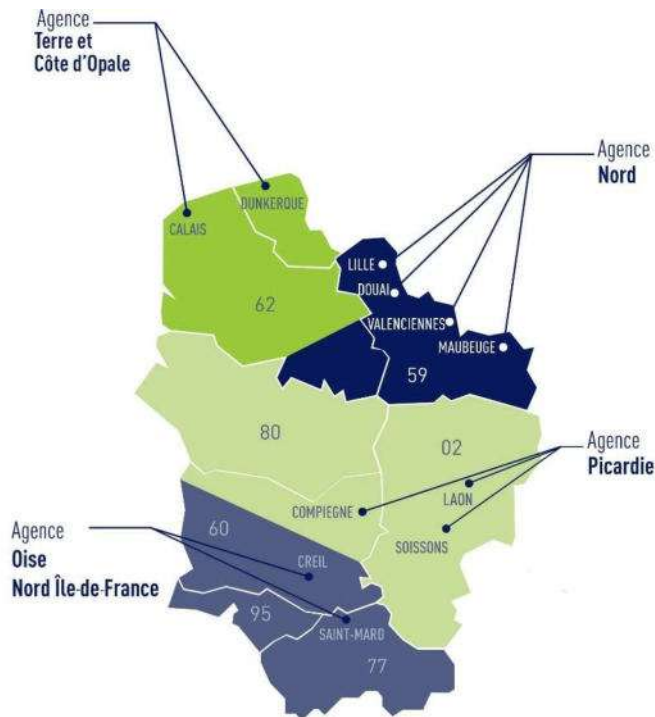 Agence
Terre et
Côte d'Opale
Agence
Nord
DUNKERQUE
CALAIS
LILLE
DOUAI
62
VALENCIENNES
MAUBEUGE
59
80
02
Agence
Picardie
LAON
COMPIEGNE
SOISSONS
Agence
Oise
Nord Île-de-France
60
CREIL
95
SAINT-MARD
77